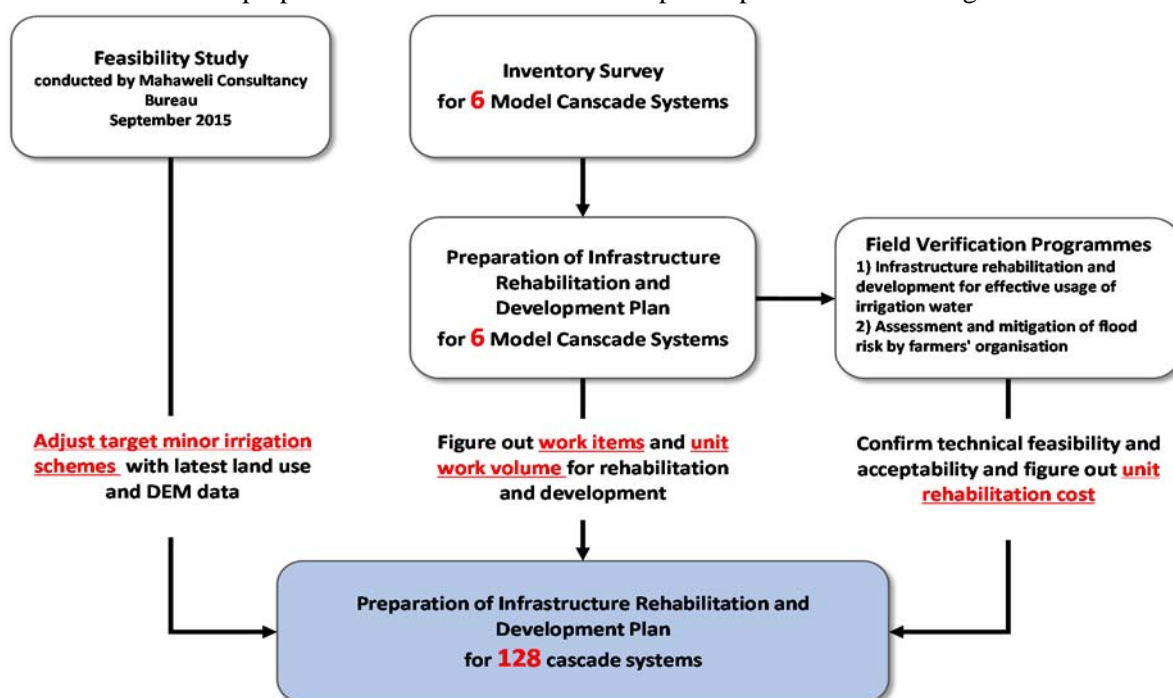 Feasibility Study
conducted by Mahaweli Consultancy
Bureau
September 2015
Inventory Survey
for 6 Model Canscade Systems
Preparation of Infrastructure
Rehabilitation and
Development Plan
for 6 Model Canscade Systems
Field Verification Programmes
1) Infrastructure rehabilitation and
development for effective usage of
irrigation water
2) Assessment and mitigation of flood
risk by farmers' organisation
Adjust target minor irrigation
schemes with latest land use
and DEM data
Figure out work items and unit
work volume for rehabilitation
and development
Confirm technical feasibility and
acceptability and figure out unit
rehabilitation cost
Preparation of Infrastructure Rehabilitation and
Development Plan
for 128 cascade systems